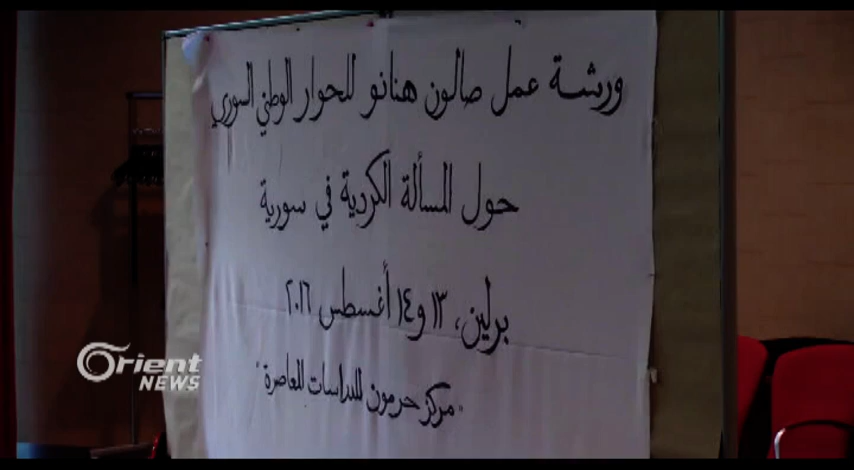 ورشة عمل صالون هنانو للحوار الوطني السوري
حول المسألة الكردية في سورية
برلين، ١٣ و١٤ أغسطس ٢٠١٦
"مركز حرمون للدراسات المعاصرة"
Orient
NEWS